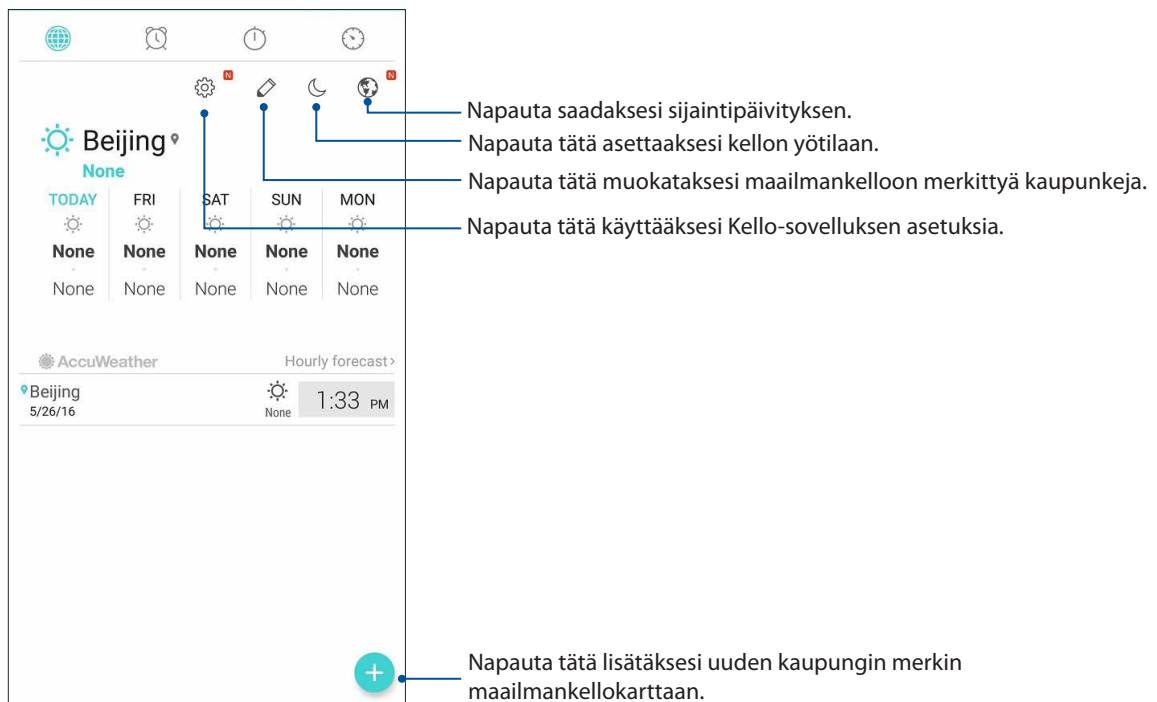 N N
Napauta saadaksesi sijaintipäivityksen.
Napauta tätä asettaaksesi kellon yötilaan.
Napauta tätä muokataksesi maailmankelloon merkittyä kaupunkeja.
Napauta tätä käyttääksesi Kello-sovelluksen asetuksia.
Beijing
None
TODAY FRI SAT SUN MON
None None None None None
None None None None None
AccuWeather Hourly forecast>
Beijing
5/26/16
None
1:33 PM
+
Napauta tätä lisätäksesi uuden kaupungin merkin
maailmankellokarttaan.